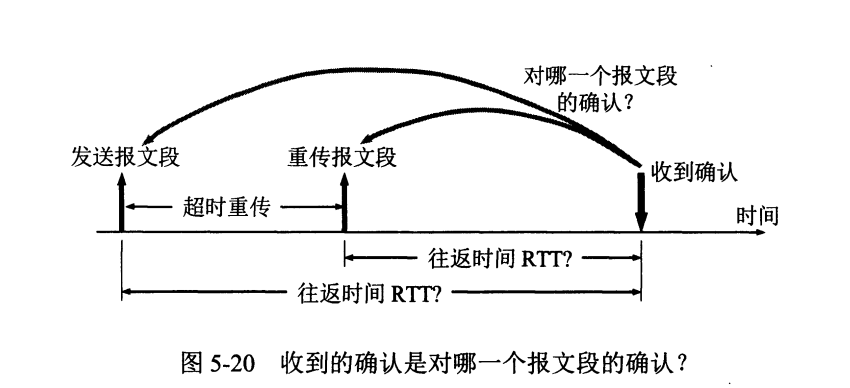 对哪一个报文段
的确认？
发送报文段
重传报文段
收到确认
超时重传
时间
往返时间 RTT?
往返时间 RTT?
图 5-20 收到的确认是对哪一个报文段的确认？